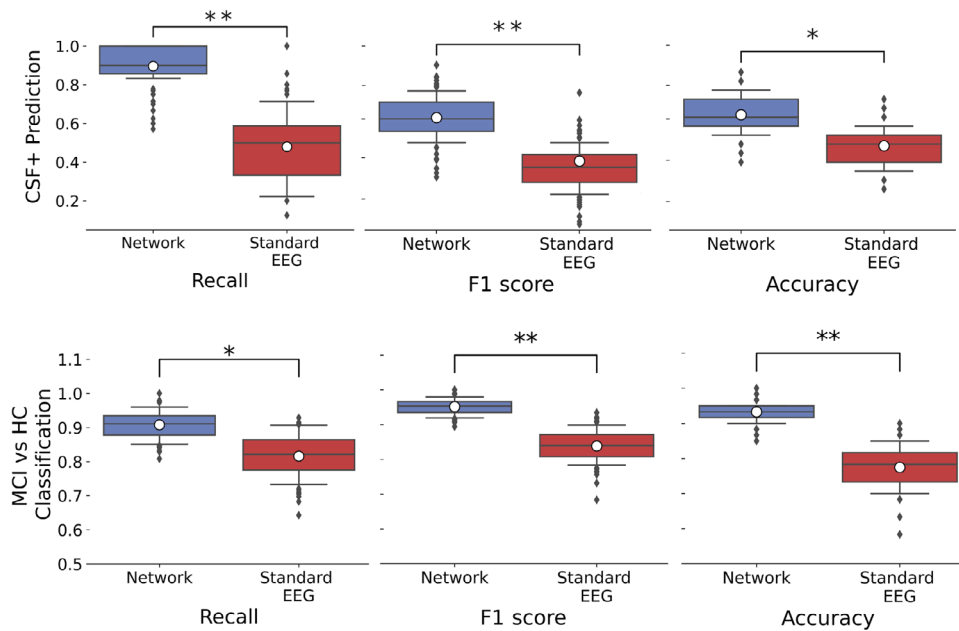 ** ** *
CSF+ Prediction
1.0
0.8
0.6
0.4
0.2
Network Standard EEG Network Standard EEG Network Standard EEG
Recall F1 score Accuracy
* ** **
MCI vs HC
Classification
1.1
1.0
0.9
0.8
0.7
0.6
0.5
Network Standard EEG Network Standard EEG Network Standard EEG
Recall F1 score Accuracy